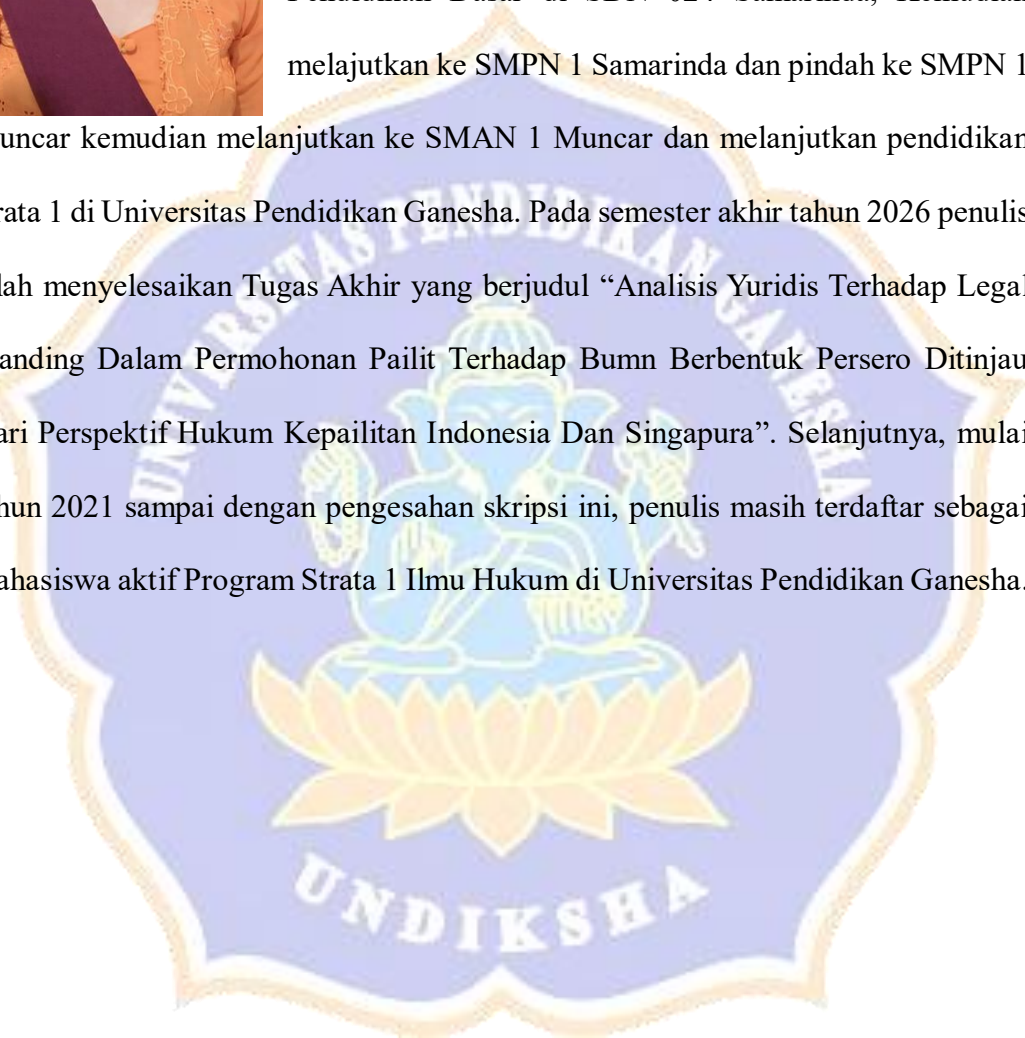 melajutkan ke SMPN 1 Samarinda dan pindah ke SMPN 1
uncar kemudian melanjutkan ke SMAN 1 Muncar dan melanjutkan pendidikan
rata 1 di Universitas Pendidikan Ganesha. Pada semester akhir tahun 2026 penulis
lah menyelesaikan Tugas Akhir yang berjudul “Analisis Yuridis Terhadap Legal
anding Dalam Permohonan Pailit Terhadap Bumn Berbentuk Persero Ditinjau
ari Perspektif Hukum Kepailitan Indonesia Dan Singapura”. Selanjutnya, mulai
hun 2021 sampai dengan pengesahan skripsi ini, penulis masih terdaftar sebagai
ahasiswa aktif Program Strata 1 Ilmu Hukum di Universitas Pendidikan Ganesha.
UNIVERSITAS PENDIDIKAN GANESHA
UNDIKSHA